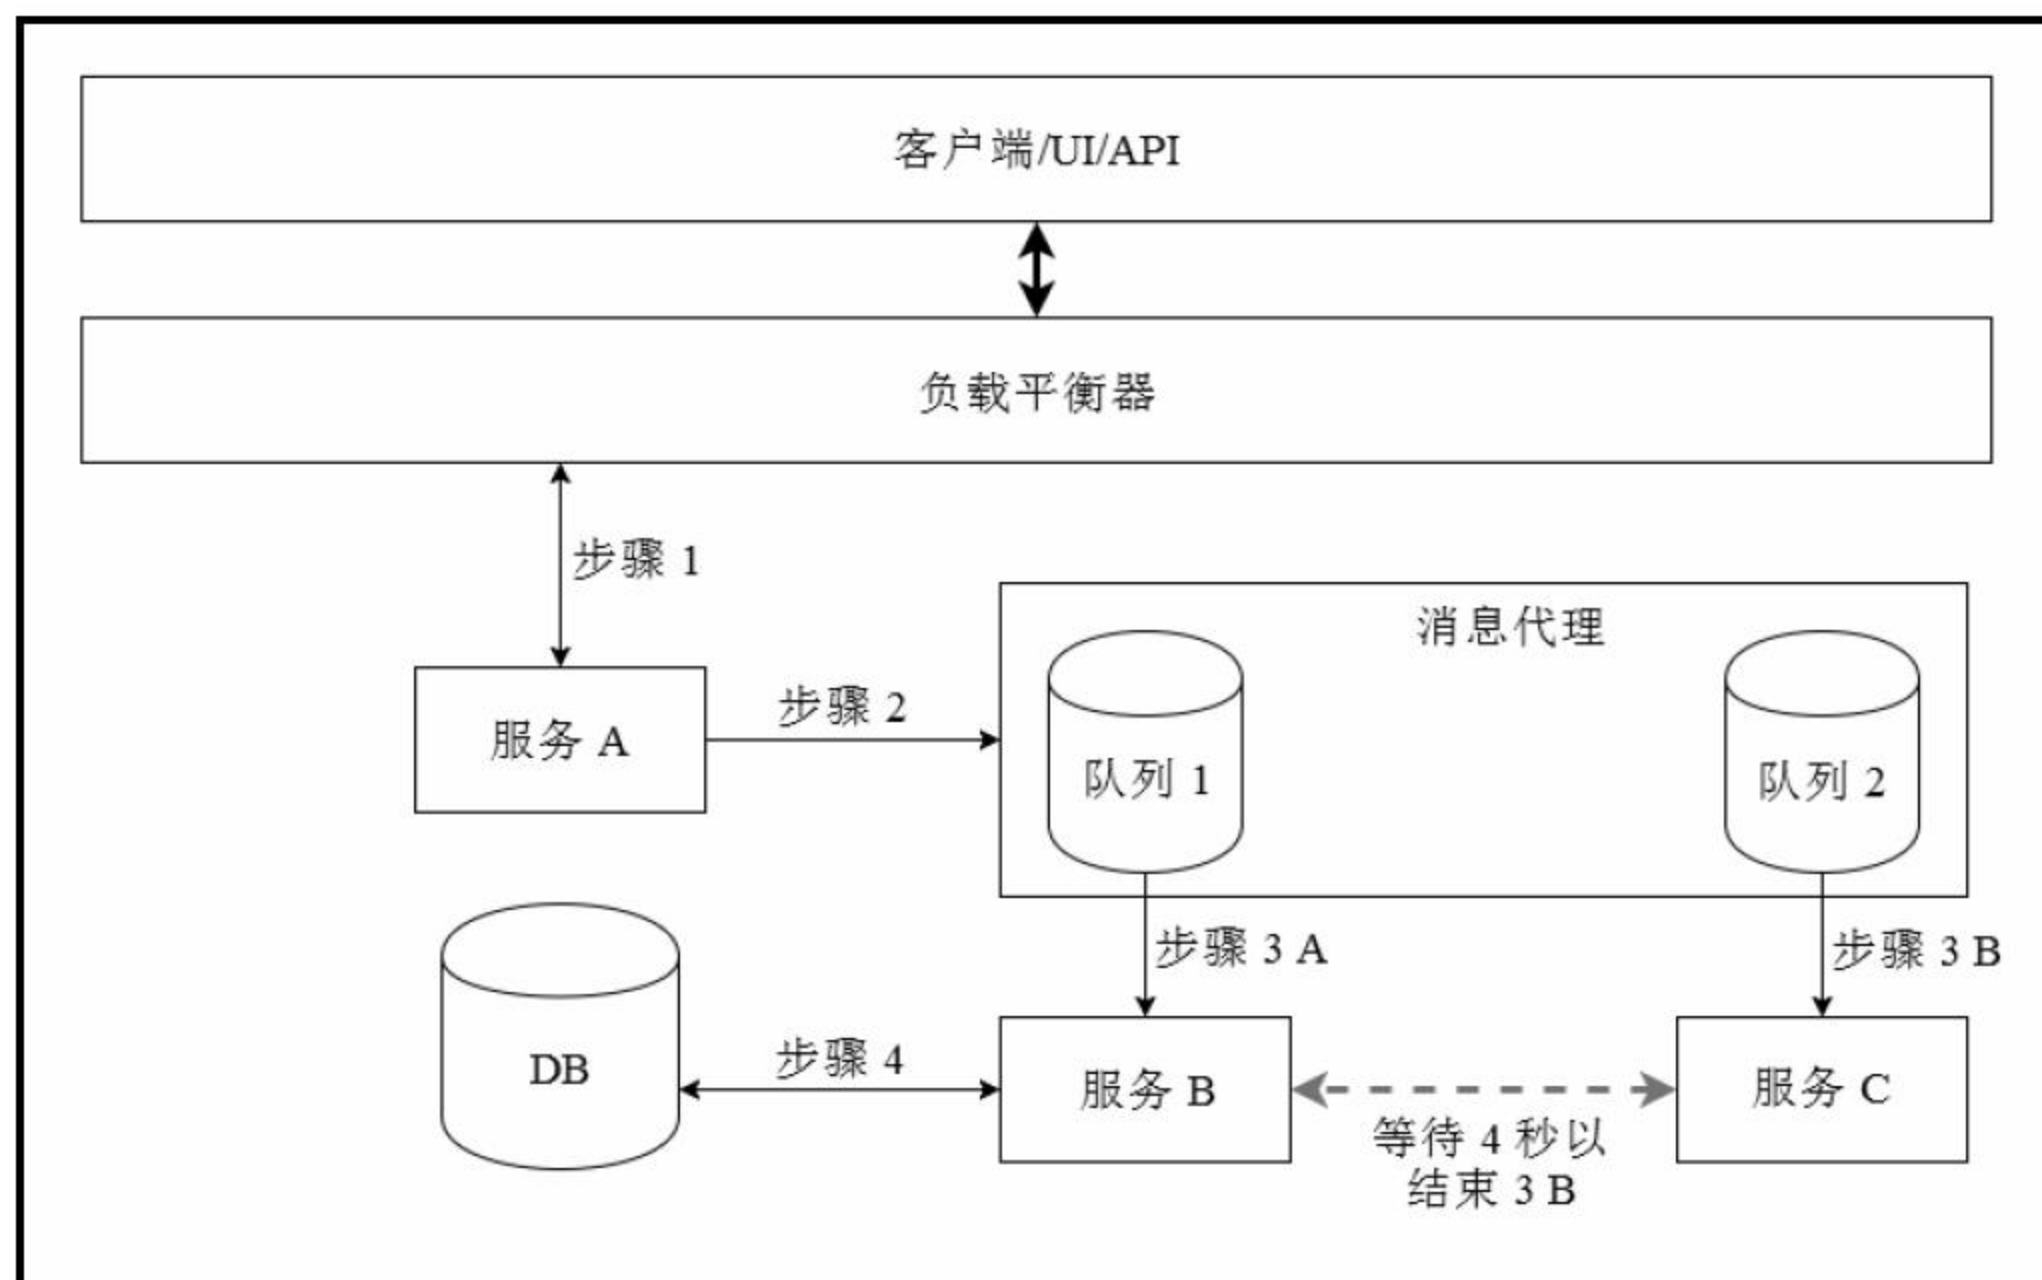 客户端/UI/API
负载平衡器
步骤 1
消息代理
服务 A
步骤 2
队列 1
队列 2
步骤 3 A
步骤 3 B
DB
步骤 4
服务 B
服务 C
等待 4 秒以
结束 3 B